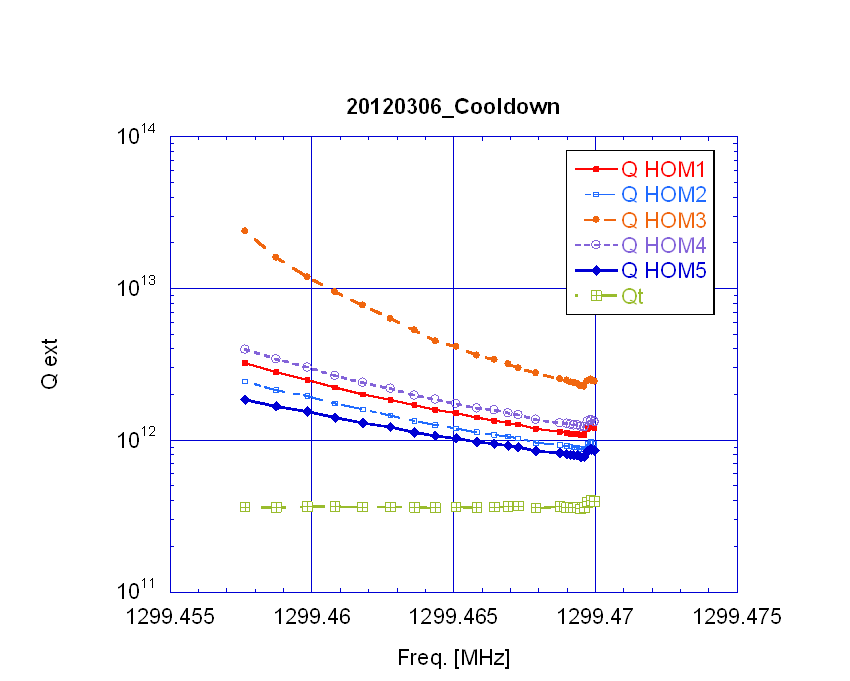 20120306_Cooldown
10^14
10^13
10^12
10^11
Q ext
Q HOM1
Q HOM2
Q HOM3
Q HOM4
Q HOM5
Qt
1299.455 1299.46 1299.465 1299.47 1299.475
Freq. [MHz]